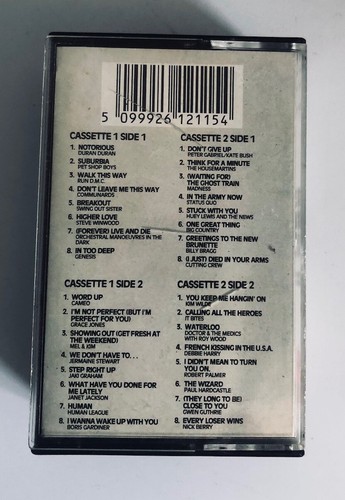 5 099926 121154
CASSETTE 1 SIDE 1
1. NOTORIOUS
DURAN DURAN
2. SUBURBIA
PET SHOP BOYS
3. WALK THIS WAY
RUN D.M.C.
4. DON'T LEAVE ME THIS WAY
COMMUNARDS
5. BREAKOUT
SWING OUT SISTER
6. HIGHER LOVE
STEVE WINWOOD
7. (FOREVER) LIVE AND DIE
ORCHESTRAL MANOEUVRES IN THE
DARK
8. IN TOO DEEP
GENESIS
CASSETTE 2 SIDE 1
1. DON'T GIVE UP
PETER GABRIEL/KATE BUSH
2. THINK FOR A MINUTE
THE HOUSEMARTINS
3. (WAITING FOR)
THE GHOST TRAIN
MADNESS
4. IN THE ARMY NOW
STATUS QUO
5. STUCK WITH YOU
HUEY LEWIS AND THE NEWS
6. ONE GREAT THING
BIG COUNTRY
7. GREETINGS TO THE NEW
BRUNETTE
BILLY BRAGG
8. (I JUST) DIED IN YOUR ARMS
CUTTING CREW
CASSETTE 1 SIDE 2
1. WORD UP
CAMEO
2. I'M NOT PERFECT (BUT I'M
PERFECT FOR YOU)
GRACE JONES
3. SHOWING OUT (GET FRESH AT
THE WEEKEND)
MEL & KIM
4. WE DON'T HAVE TO...
JERMAINE STEWART
5. STEP RIGHT UP
JAKI GRAHAM
6. WHAT HAVE YOU DONE FOR
ME LATELY
JANET JACKSON
7. HUMAN
HUMAN LEAGUE
8. I WANNA WAKE UP WITH YOU
BORIS GARDINER
CASSETTE 2 SIDE 2
1. YOU KEEP ME HANGIN' ON
KIM WILDE
2. CALLING ALL THE HEROES
IT BITES
3. WATERLOO
DOCTOR & THE MEDICS
WITH ROY WOOD
4. FRENCH KISSING IN THE U.S.A.
DEBBIE HARRY
5. I DIDN'T MEAN TO TURN
YOU ON.
ROBERT PALMER
6. THE WIZARD
PAUL HARDCASTLE
7. (THEY LONG TO BE)
CLOSE TO YOU
GWEN GUTHRIE
8. EVERY LOSER WINS
NICK BERRY